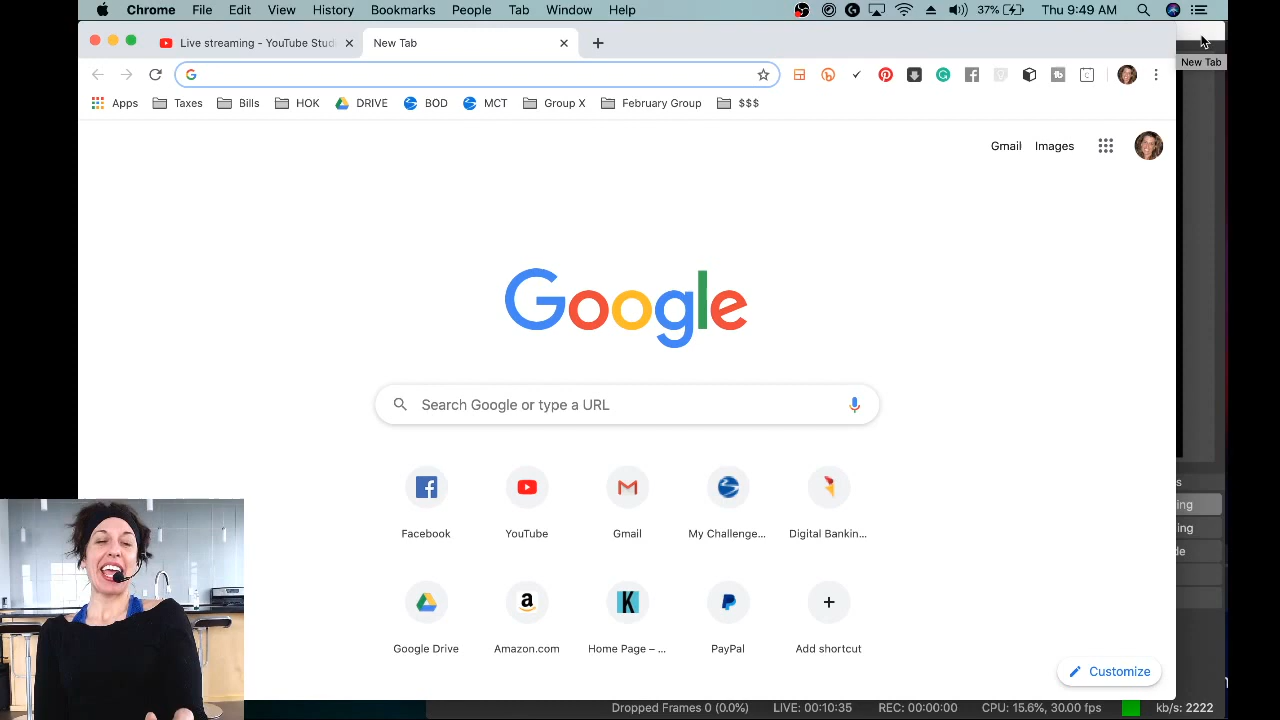 Chrome File Edit View History Bookmarks People Tab Window Help 37% Thu 9:49 AM
Live streaming - YouTube Stud New Tab
New Tab
Apps Taxes Bills HOK DRIVE BOD MCT Group X February Group $$$
Gmail Images
Google
Search Google or type a URL
Facebook YouTube Gmail My Challenge... Digital Bankin...
Google Drive Amazon.com Home Page – ... PayPal Add shortcut
Customize
s
ing
ing
de
Dropped Frames 0 (0.0%) LIVE: 00:10:35 REC: 00:00:00 CPU: 15.6%, 30.00 fps kb/s: 2222